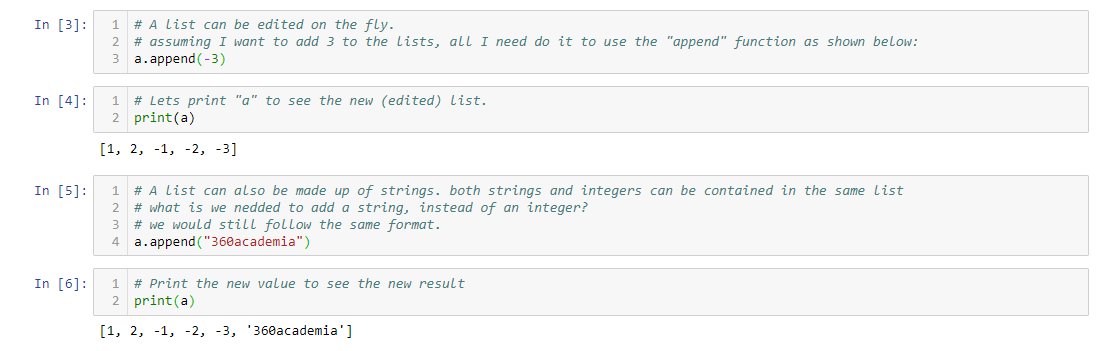 In [3]:
1 # A list can be edited on the fly.
2 # assuming I want to add 3 to the lists, all I need do it to use the "append" function as shown below:
3 a.append(-3)
In [4]:
1 # Lets print "a" to see the new (edited) list.
2 print(a)
[1, 2, -1, -2, -3]
In [5]:
1 # A list can also be made up of strings. both strings and integers can be contained in the same list
2 # what is we nedded to add a string, instead of an integer?
3 # we would still follow the same format.
4 a.append("360academia")
In [6]:
1 # Print the new value to see the new result
2 print(a)
[1, 2, -1, -2, -3, '360academia']